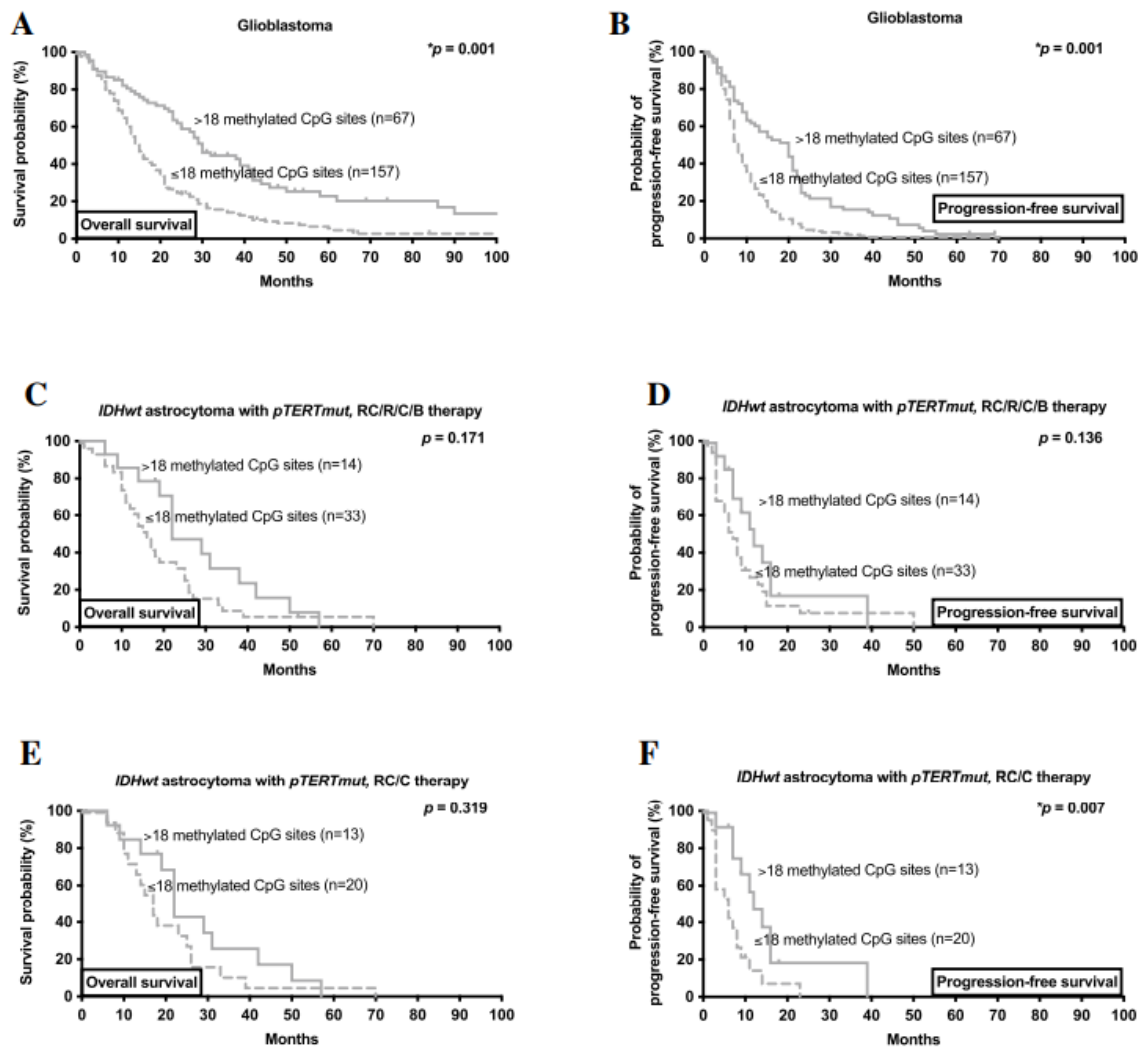 A
Glioblastoma
*p = 0.001
Survival probability (%)
100
80
60
40
20
0
>18 methylated CpG sites (n=67)
≤18 methylated CpG sites (n=157)
Overall survival
0 10 20 30 40 50 60 70 80 90 100
Months
B
Glioblastoma
*p = 0.001
Probability of
progression-free survival (%)
100
80
60
40
20
0
>18 methylated CpG sites (n=67)
≤18 methylated CpG sites (n=157)
Progression-free survival
0 10 20 30 40 50 60 70 80 90 100
Months
C
IDHwt astrocytoma with pTERTmut, RC/R/C/B therapy
p = 0.171
Survival probability (%)
100
80
60
40
20
0
>18 methylated CpG sites (n=14)
≤18 methylated CpG sites (n=33)
Overall survival
0 10 20 30 40 50 60 70 80 90 100
Months
D
IDHwt astrocytoma with pTERTmut, RC/R/C/B therapy
p = 0.136
Probability of
progression-free survival (%)
100
80
60
40
20
0
>18 methylated CpG sites (n=14)
≤18 methylated CpG sites (n=33)
Progression-free survival
0 10 20 30 40 50 60 70 80 90 100
Months
E
IDHwt astrocytoma with pTERTmut, RC/C therapy
p = 0.319
Survival probability (%)
100
80
60
40
20
0
>18 methylated CpG sites (n=13)
≤18 methylated CpG sites (n=20)
Overall survival
0 10 20 30 40 50 60 70 80 90 100
Months
F
IDHwt astrocytoma with pTERTmut, RC/C therapy
*p = 0.007
Probability of
progression-free survival (%)
100
80
60
40
20
0
>18 methylated CpG sites (n=13)
≤18 methylated CpG sites (n=20)
Progression-free survival
0 10 20 30 40 50 60 70 80 90 100
Months